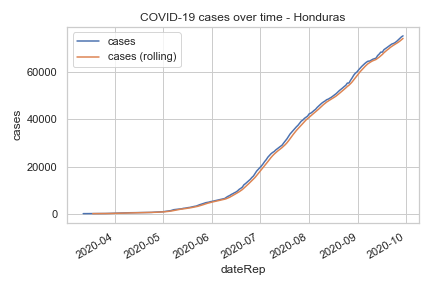 COVID-19 cases over time - Honduras
cases
cases (rolling)
60000
40000
20000
0
cases
2020-04
2020-05
2020-06
2020-07
2020-08
2020-09
2020-10
dateRep